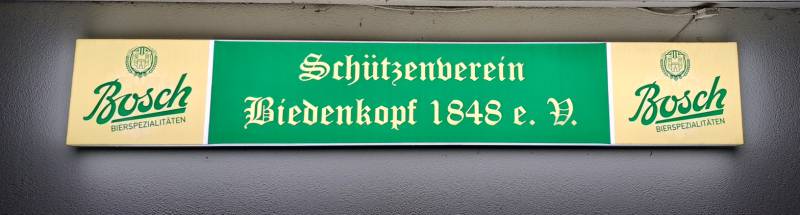 Bosch
BIERSPEZIALITÄTEN
Schützenverein
Biedenkopf 1848 e. V.
Bosch
BIERSPEZIALITÄTEN